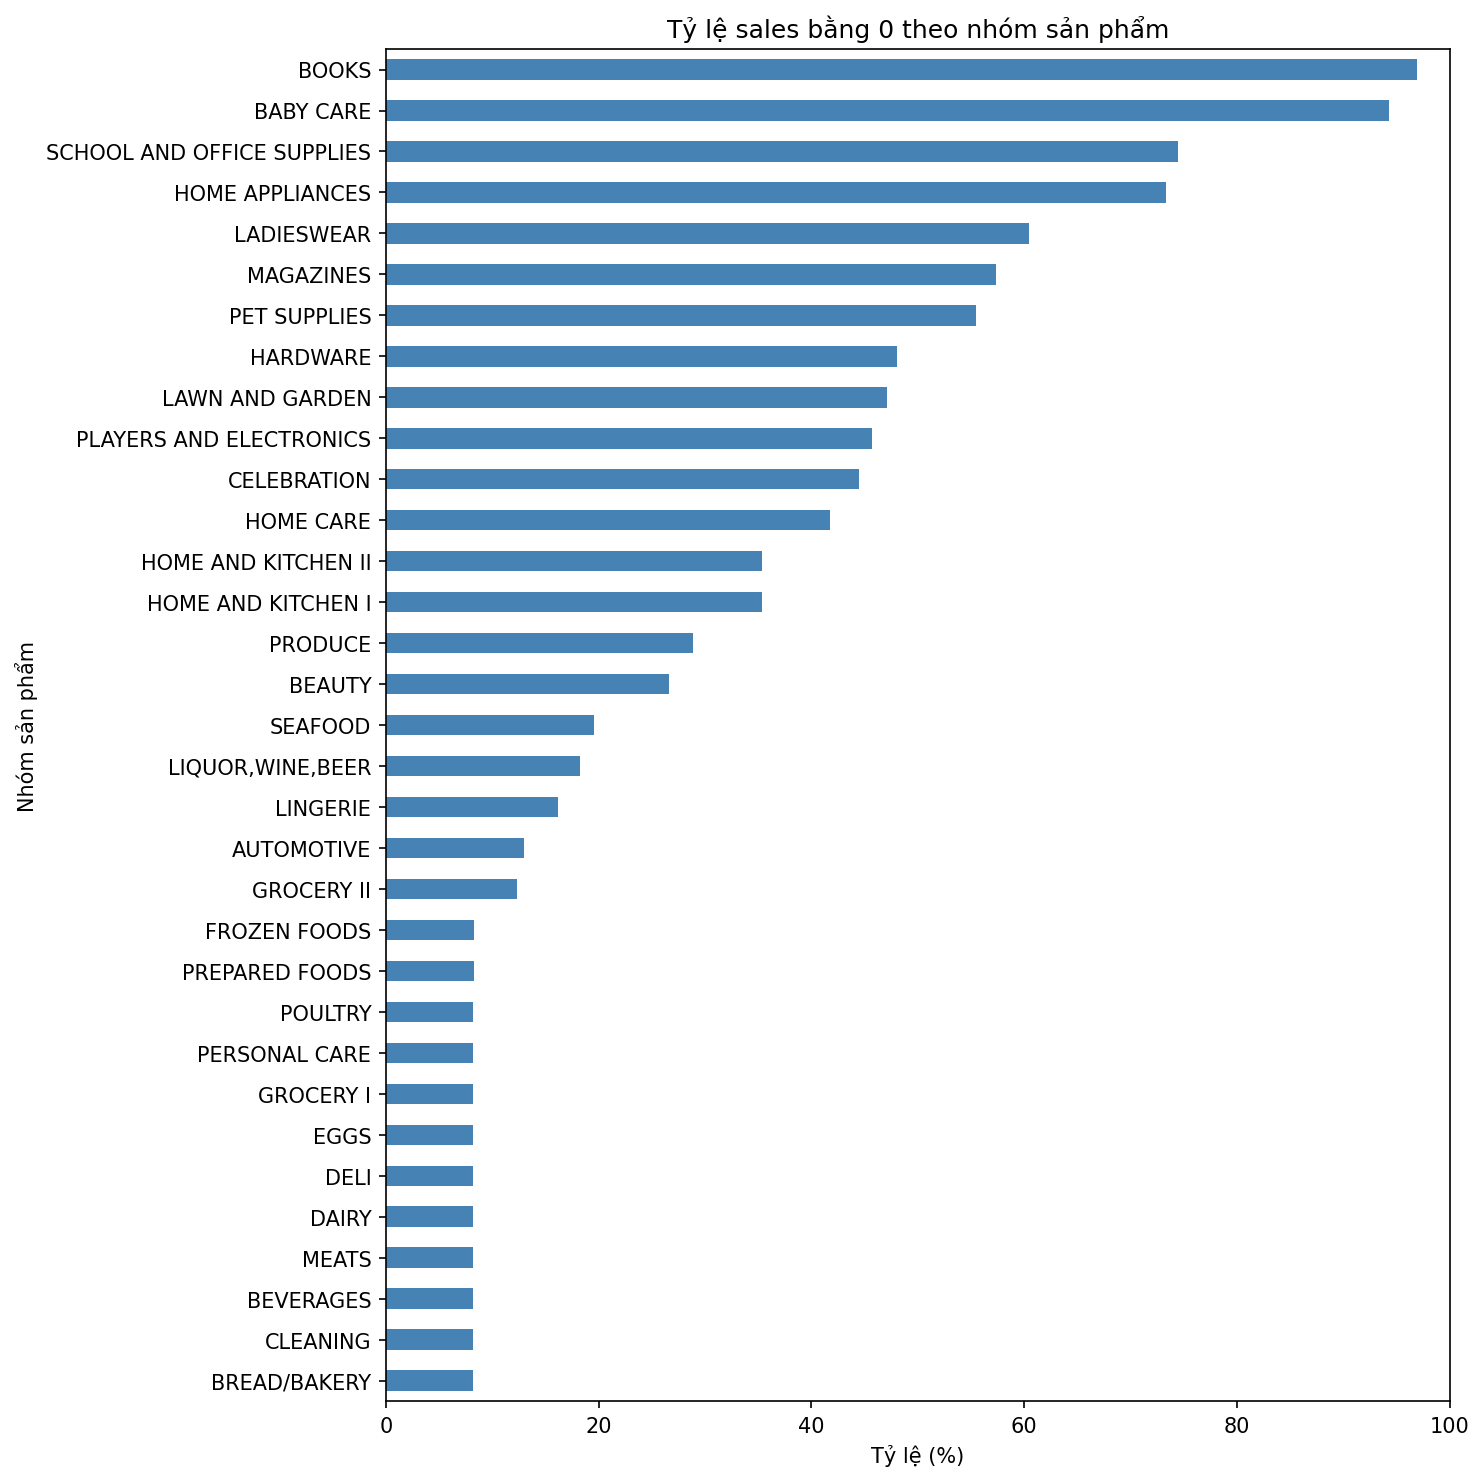 Tỷ lệ sales bằng 0 theo nhóm sản phẩm
Nhóm sản phẩm
BOOKS
BABY CARE
SCHOOL AND OFFICE SUPPLIES
HOME APPLIANCES
LADIESWEAR
MAGAZINES
PET SUPPLIES
HARDWARE
LAWN AND GARDEN
PLAYERS AND ELECTRONICS
CELEBRATION
HOME CARE
HOME AND KITCHEN II
HOME AND KITCHEN I
PRODUCE
BEAUTY
SEAFOOD
LIQUOR,WINE,BEER
LINGERIE
AUTOMOTIVE
GROCERY II
FROZEN FOODS
PREPARED FOODS
POULTRY
PERSONAL CARE
GROCERY I
EGGS
DELI
DAIRY
MEATS
BEVERAGES
CLEANING
BREAD/BAKERY
0 20 40 60 80 100
Tỷ lệ (%)